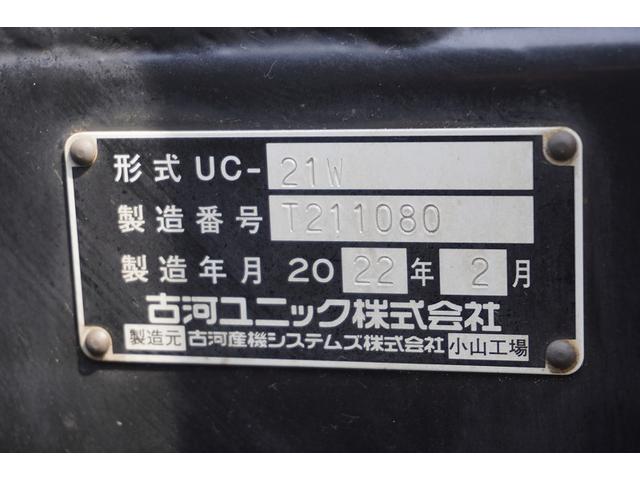 形式 UC- 21W
製造番号 T211080
製造年月 2022年 2月
古河ユニック株式会社
製造元 古河産機システムズ株式会社 小山工場